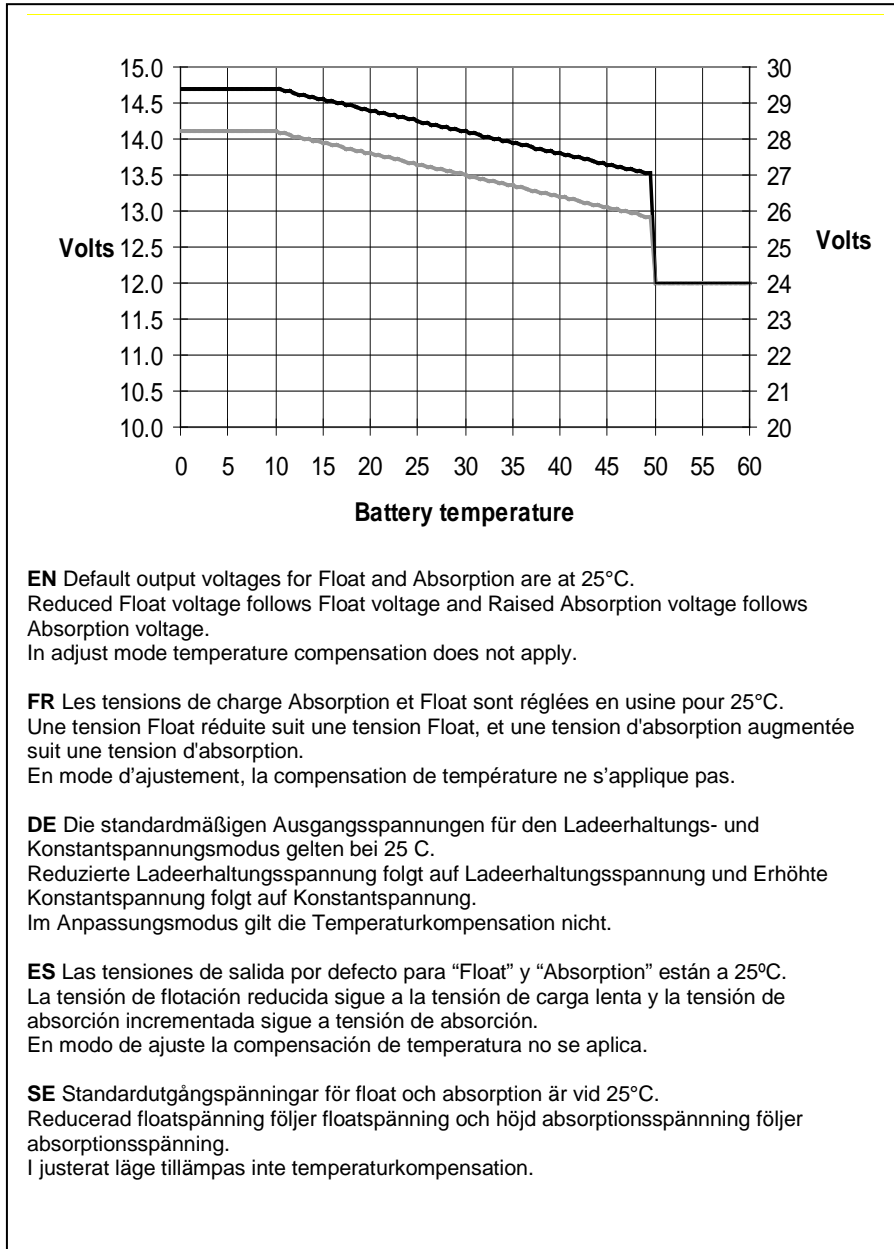 15.0 30
14.5 29
14.0 28
13.5 27
13.0 26
Volts 12.5 25 Volts
12.0 24
11.5 23
11.0 22
10.5 21
10.0 20
0 5 10 15 20 25 30 35 40 45 50 55 60
Battery temperature
EN Default output voltages for Float and Absorption are at 25°C.
Reduced Float voltage follows Float voltage and Raised Absorption voltage follows
Absorption voltage.
In adjust mode temperature compensation does not apply.
FR Les tensions de charge Absorption et Float sont réglées en usine pour 25°C.
Une tension Float réduite suit une tension Float, et une tension d'absorption augmentée
suit une tension d'absorption.
En mode d’ajustement, la compensation de température ne s’applique pas.
DE Die standardmäßigen Ausgangsspannungen für den Ladeerhaltungs- und
Konstantspannungsmodus gelten bei 25 C.
Reduzierte Ladeerhaltungsspannung folgt auf Ladeerhaltungsspannung und Erhöhte
Konstantspannung folgt auf Konstantspannung.
Im Anpassungsmodus gilt die Temperaturkompensation nicht.
ES Las tensiones de salida por defecto para “Float” y “Absorption” están a 25ºC.
La tensión de flotación reducida sigue a la tensión de carga lenta y la tensión de
absorción incrementada sigue a tensión de absorción.
En modo de ajuste la compensación de temperatura no se aplica.
SE Standardutgångspänningar för float och absorption är vid 25°C.
Reducerad floatspänning följer floatspänning och höjd absorptionsspännning följer
absorptionsspänning.
I justerat läge tillämpas inte temperaturkompensation.